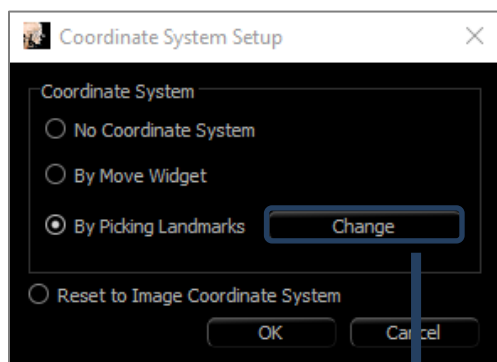 Coordinate System Setup
Coordinate System
No Coordinate System
By Move Widget
By Picking Landmarks Change
Reset to Image Coordinate System
OK Cancel